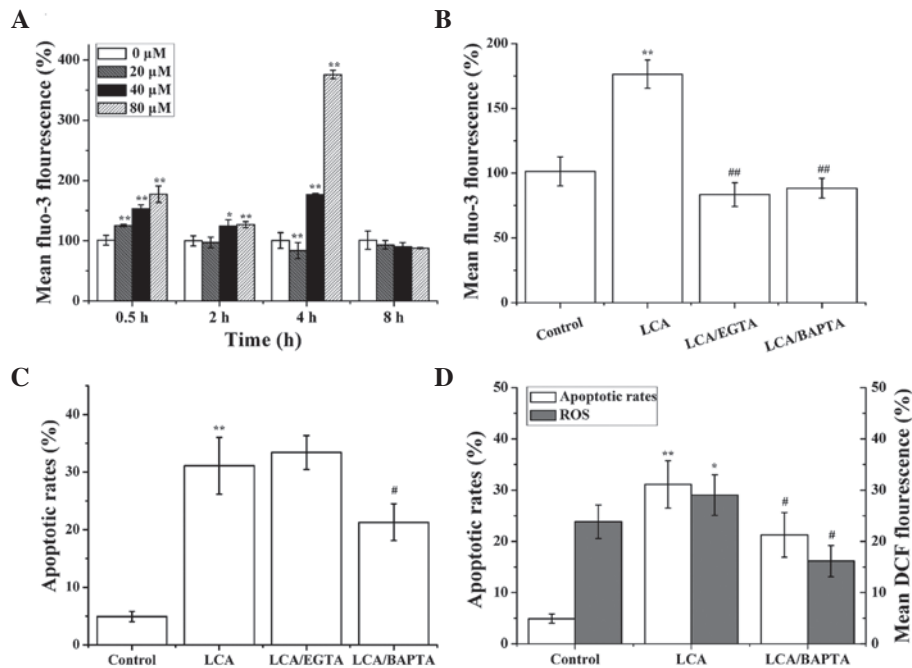 A
Mean fluo-3 flourescence (%)
400
300
200
150
100
50
0
0 µM
20 µM
40 µM
80 µM
**
**
**
*
**
**
**
**
0.5 h
2 h
4 h
8 h
Time (h)
B
Mean fluo-3 flourescence (%)
200
150
100
50
0
**
##
##
Control
LCA
LCA/EGTA
LCA/BAPTA
C
Apoptotic rates (%)
40
30
20
10
0
**
#
Control
LCA
LCA/EGTA
LCA/BAPTA
D
Apoptotic rates (%)
50
40
30
20
10
0
Apoptotic rates
ROS
**
*
#
#
Control
LCA
LCA/BAPTA
50
40
30
20
10
0
Mean DCF flourescence (%)